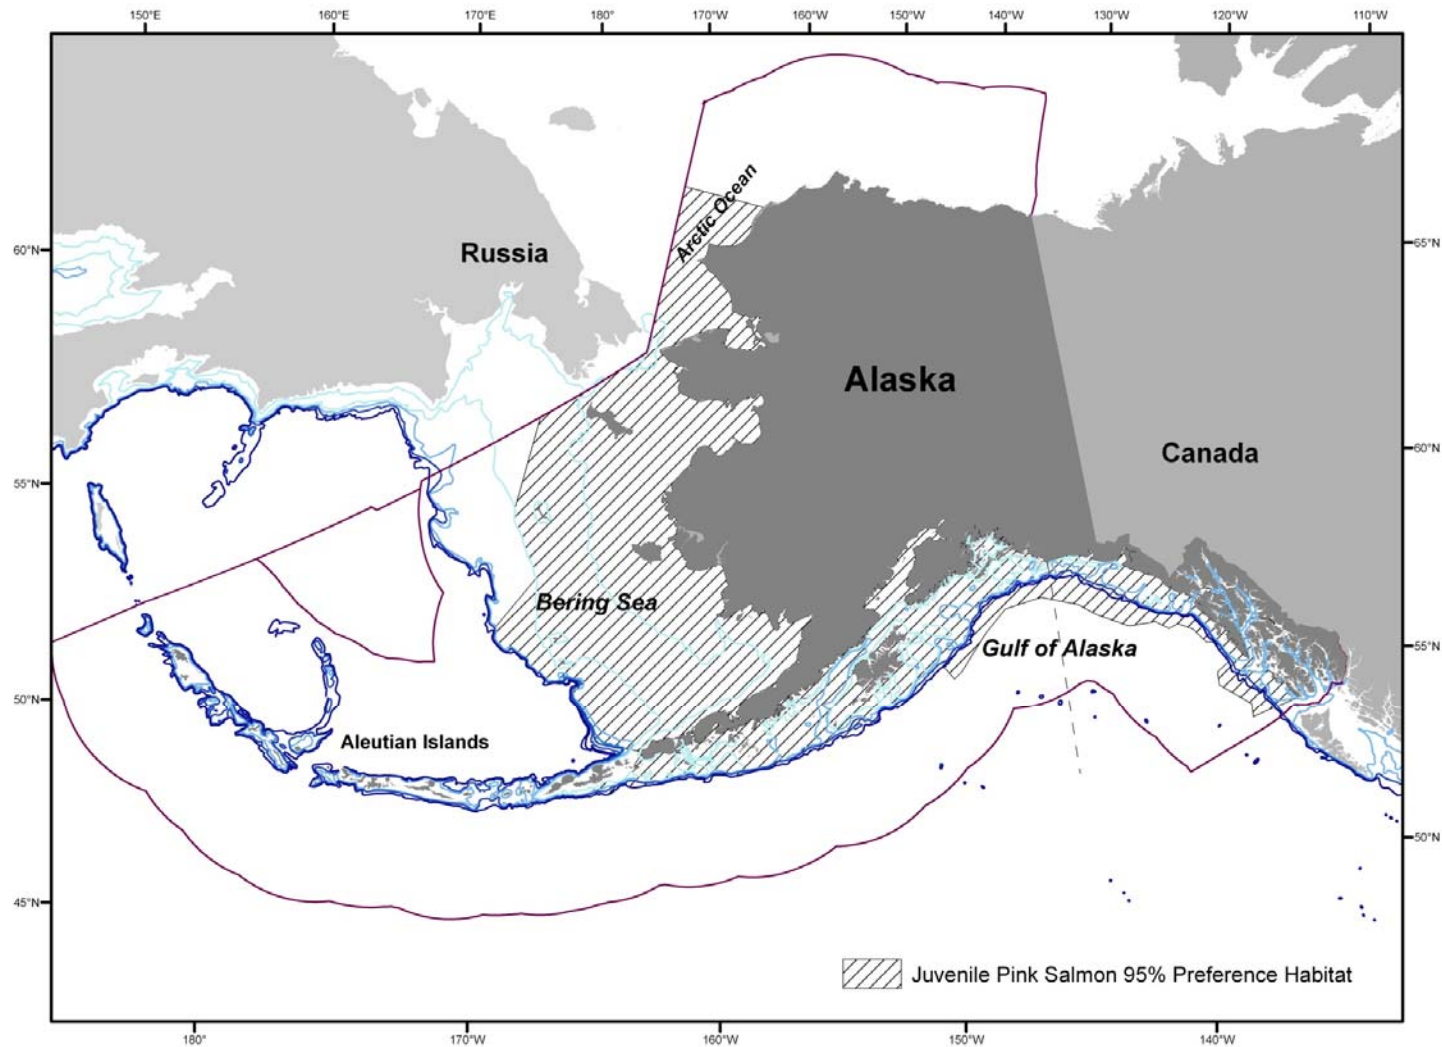 150°E 160°E 170°E 180° 170°W 160°W 150°W 140°W 130°W 120°W 110°W
Arctic Ocean
60°N
Russia
65°N
Alaska
Canada
60°N
55°N
Bering Sea
Gulf of Alaska
55°N
50°N
Aleutian Islands
50°N
45°N
Juvenile Pink Salmon 95% Preference Habitat
180° 170°W 160°W 150°W 140°W